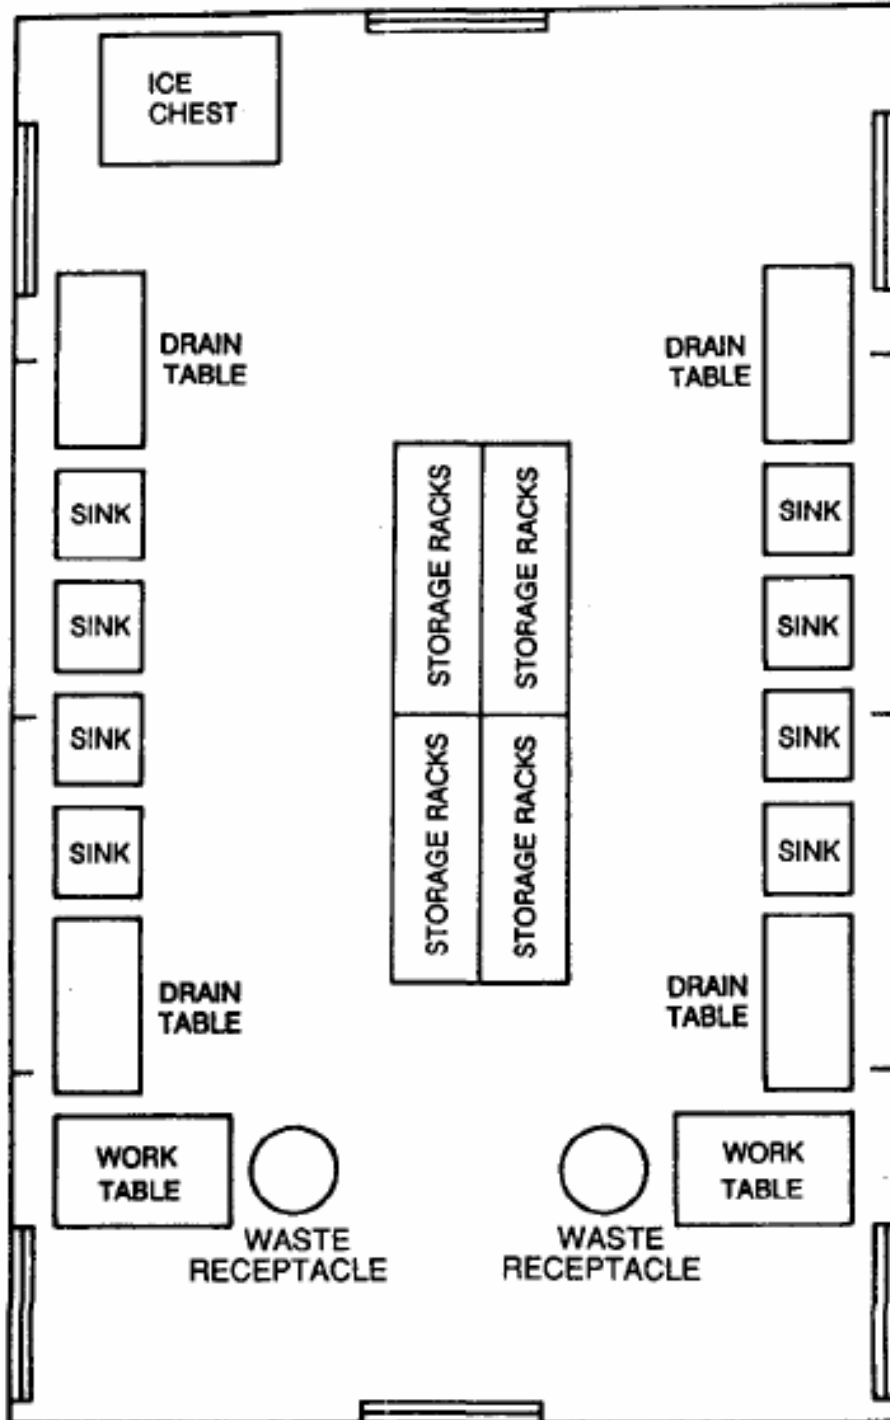 ICE
CHEST
DRAIN
TABLE
DRAIN
TABLE
STORAGE RACKS
STORAGE RACKS
SINK
SINK
SINK
SINK
SINK
SINK
STORAGE RACKS
STORAGE RACKS
SINK
SINK
DRAIN
TABLE
DRAIN
TABLE
WORK
TABLE
WORK
TABLE
WASTE
RECEPTACLE
WASTE
RECEPTACLE